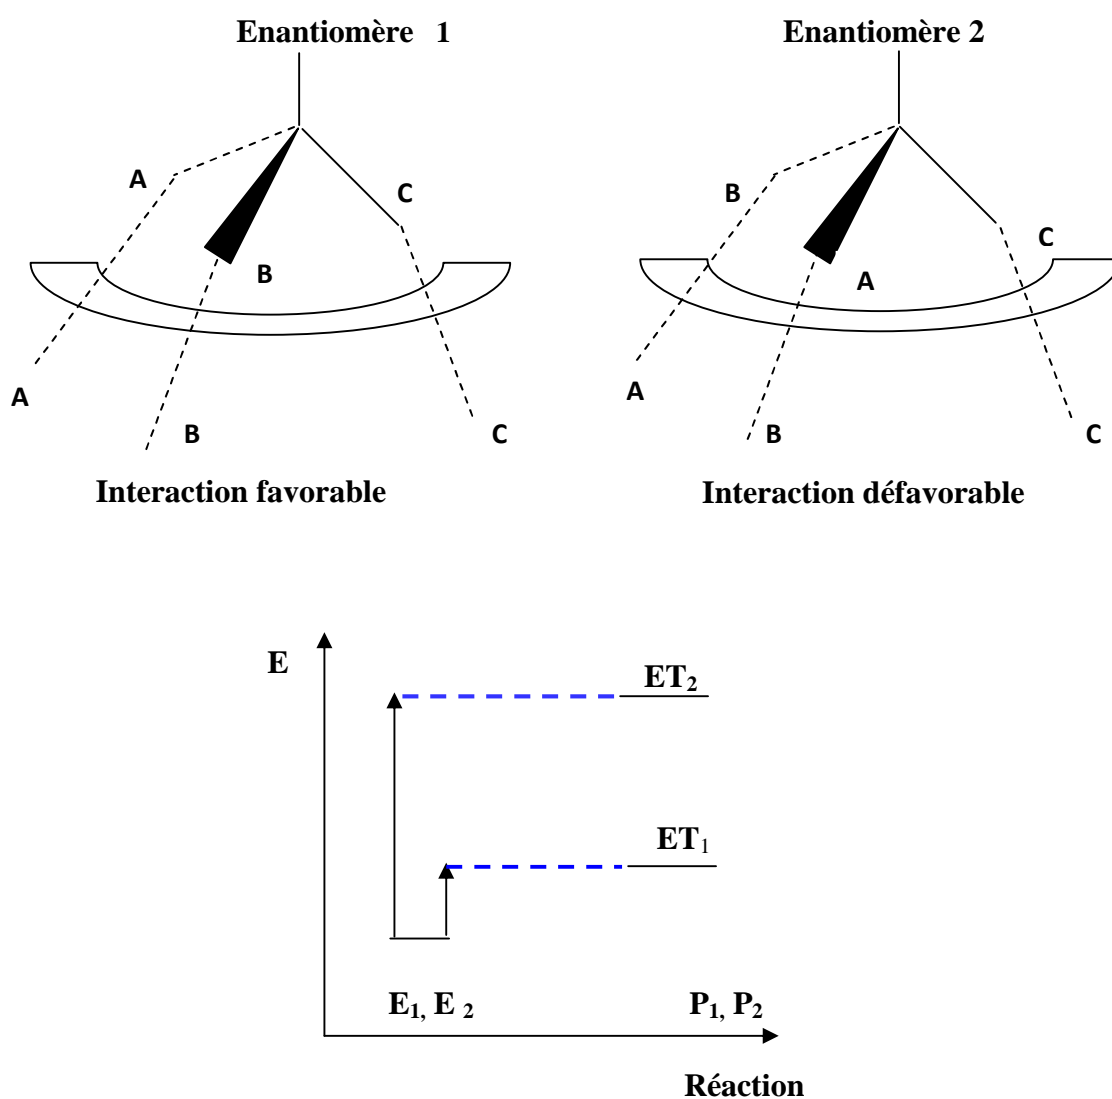 Enantiomère 1
Enantiomère 2
A
C
B
A
B
C
B
C
A
A
B
C
Interaction favorable
Interaction défavorable
E
ET2
ET1
E1, E 2
P1, P2
Réaction